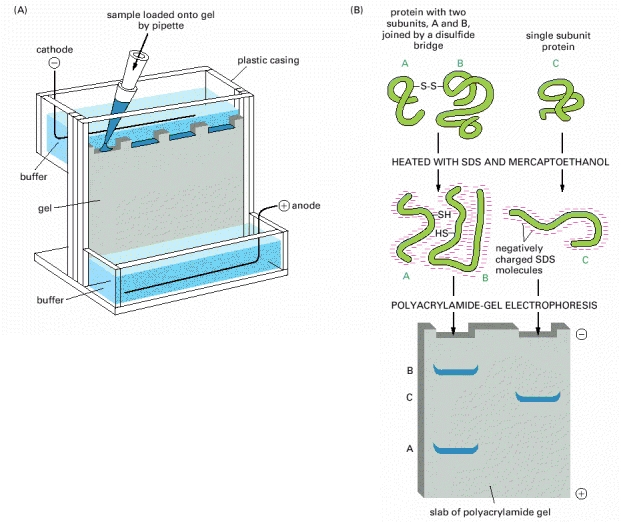 (A)
sample loaded onto gel
by pipette
cathode
−
plastic casing
buffer
gel
+ anode
buffer
(B)
protein with two
subunits, A and B,
joined by a disulfide
bridge
single subunit
protein
A
B
C
S-S
HEATED WITH SDS AND MERCAPTOETHANOL
SH
HS
negatively
charged SDS
molecules
A
B
C
POLYACRYLAMIDE-GEL ELECTROPHORESIS
−
B
C
A
+
slab of polyacrylamide gel